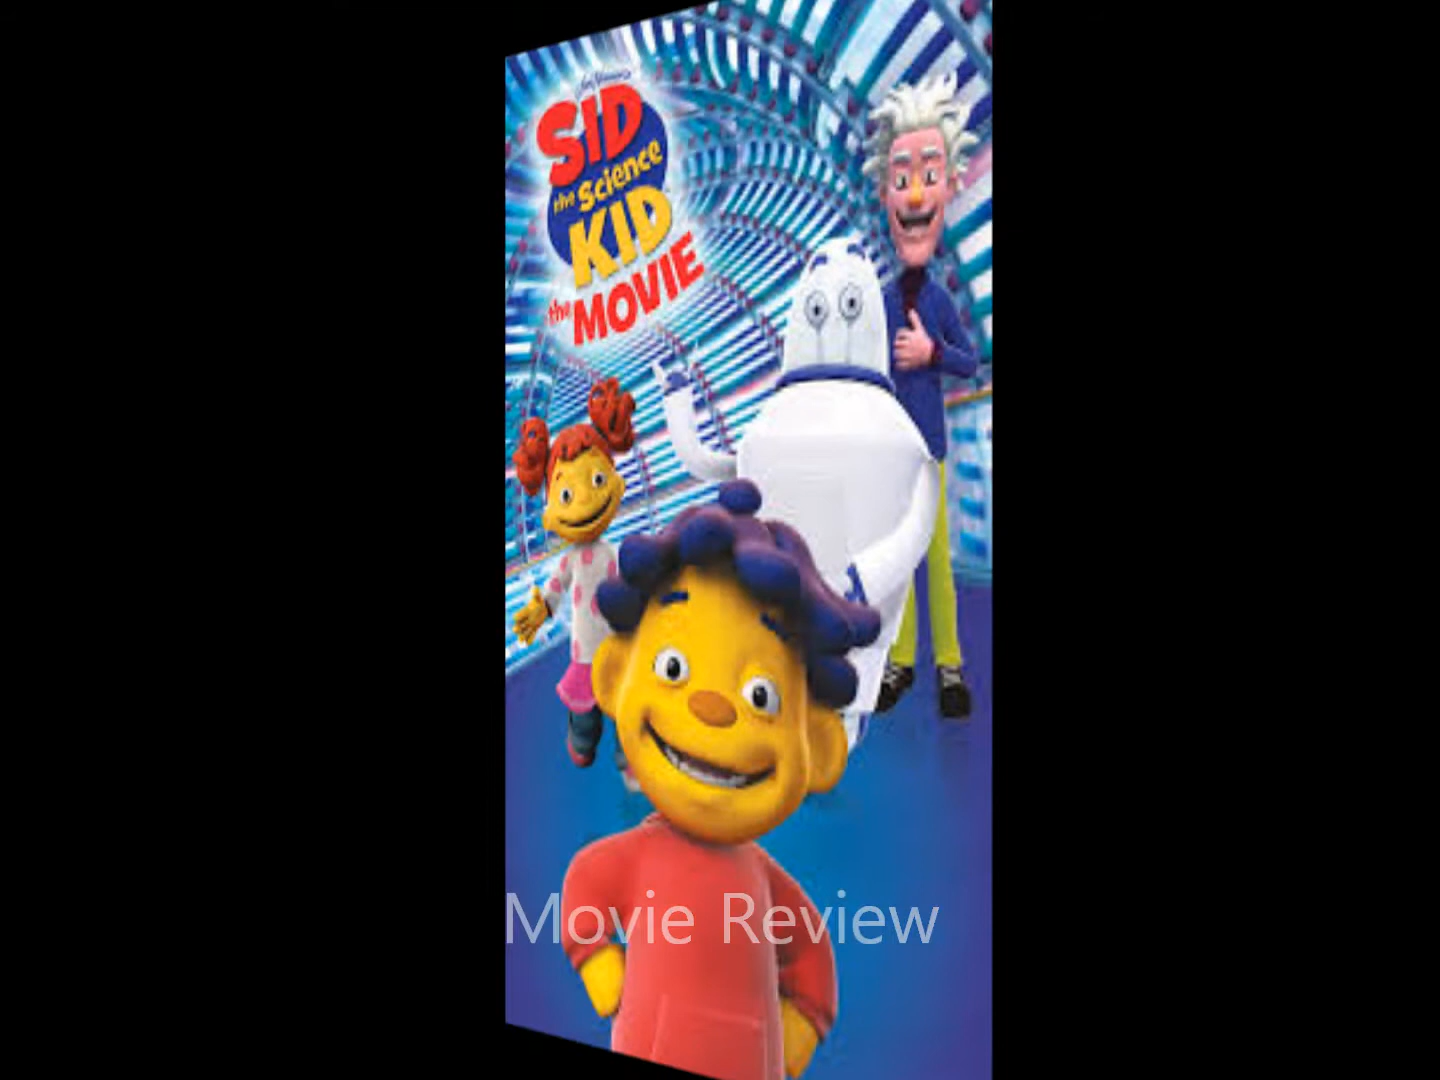 SID
the Science
KID
the MOVIE
Movie Review